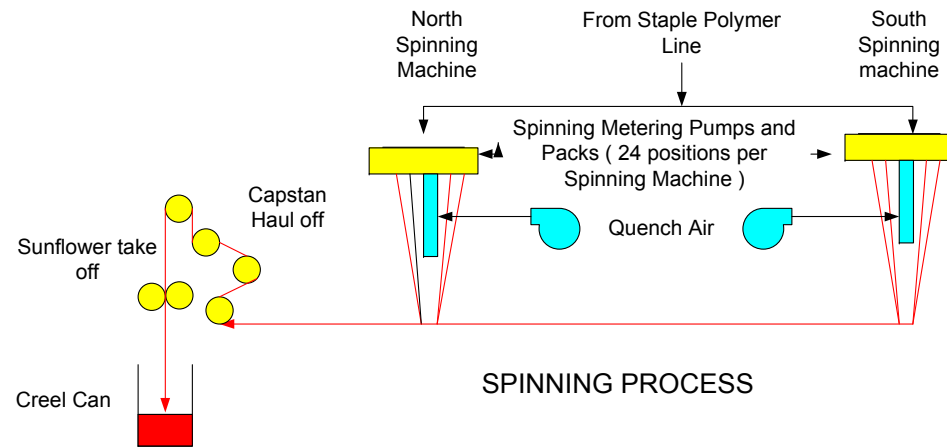 North
Spinning
Machine
From Staple Polymer
Line
South
Spinning
machine
Spinning Metering Pumps and
Packs ( 24 positions per
Spinning Machine )
Capstan
Haul off
Sunflower take
off
Quench Air
Creel Can
SPINNING PROCESS